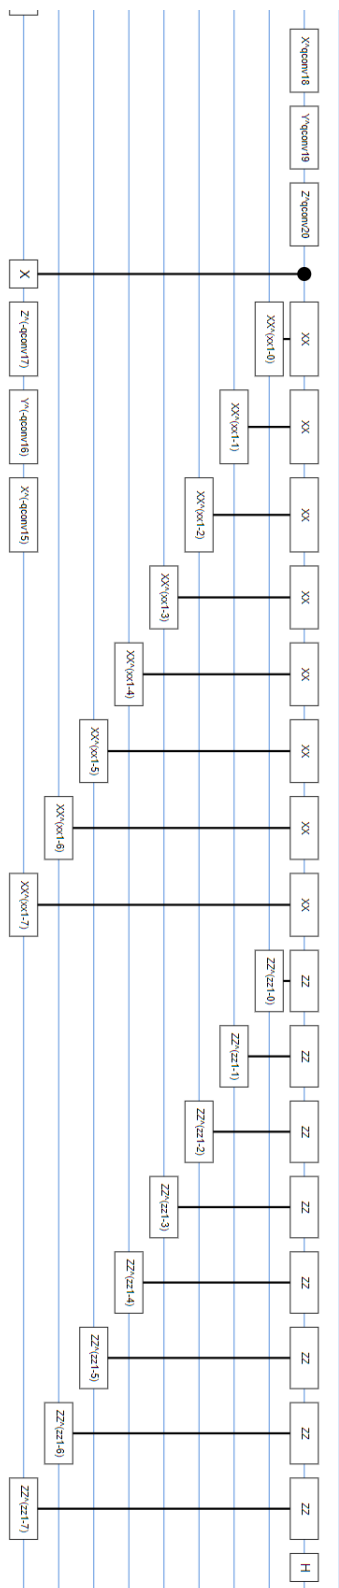 X^qconv18
Y^qconv19
Z^qconv20
X
Z^(-qconv17)
XX^(xx1-0)
XX
Y^(-qconv16)
XX^(xx1-1)
XX
X^(-qconv15)
XX^(xx1-2)
XX
XX^(xx1-3)
XX
XX^(xx1-4)
XX
XX^(xx1-5)
XX
XX^(xx1-6)
XX
XX^(xx1-7)
XX
ZZ^(zz1-0)
ZZ
ZZ^(zz1-1)
ZZ
ZZ^(zz1-2)
ZZ
ZZ^(zz1-3)
ZZ
ZZ^(zz1-4)
ZZ
ZZ^(zz1-5)
ZZ
ZZ^(zz1-6)
ZZ
ZZ^(zz1-7)
ZZ
H